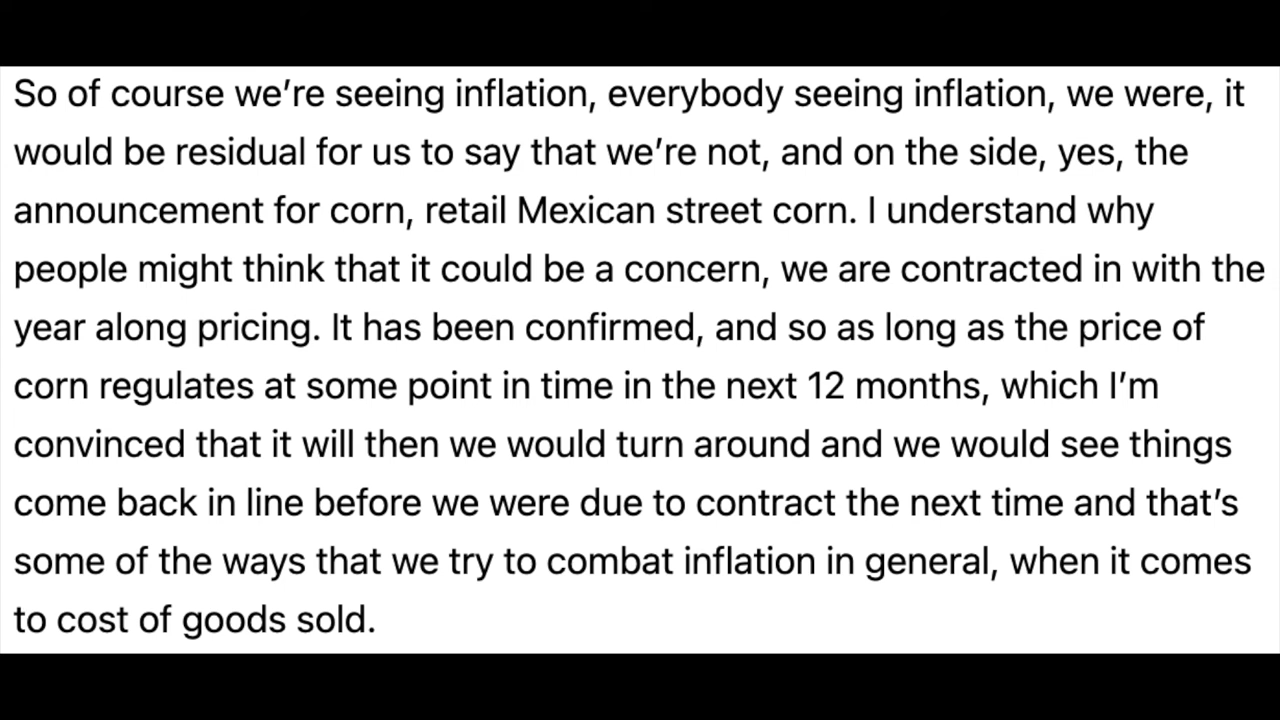 So of course we’re seeing inflation, everybody seeing inflation, we were, it
would be residual for us to say that we’re not, and on the side, yes, the
announcement for corn, retail Mexican street corn. I understand why
people might think that it could be a concern, we are contracted in with the
year along pricing. It has been confirmed, and so as long as the price of
corn regulates at some point in time in the next 12 months, which I’m
convinced that it will then we would turn around and we would see things
come back in line before we were due to contract the next time and that’s
some of the ways that we try to combat inflation in general, when it comes
to cost of goods sold.